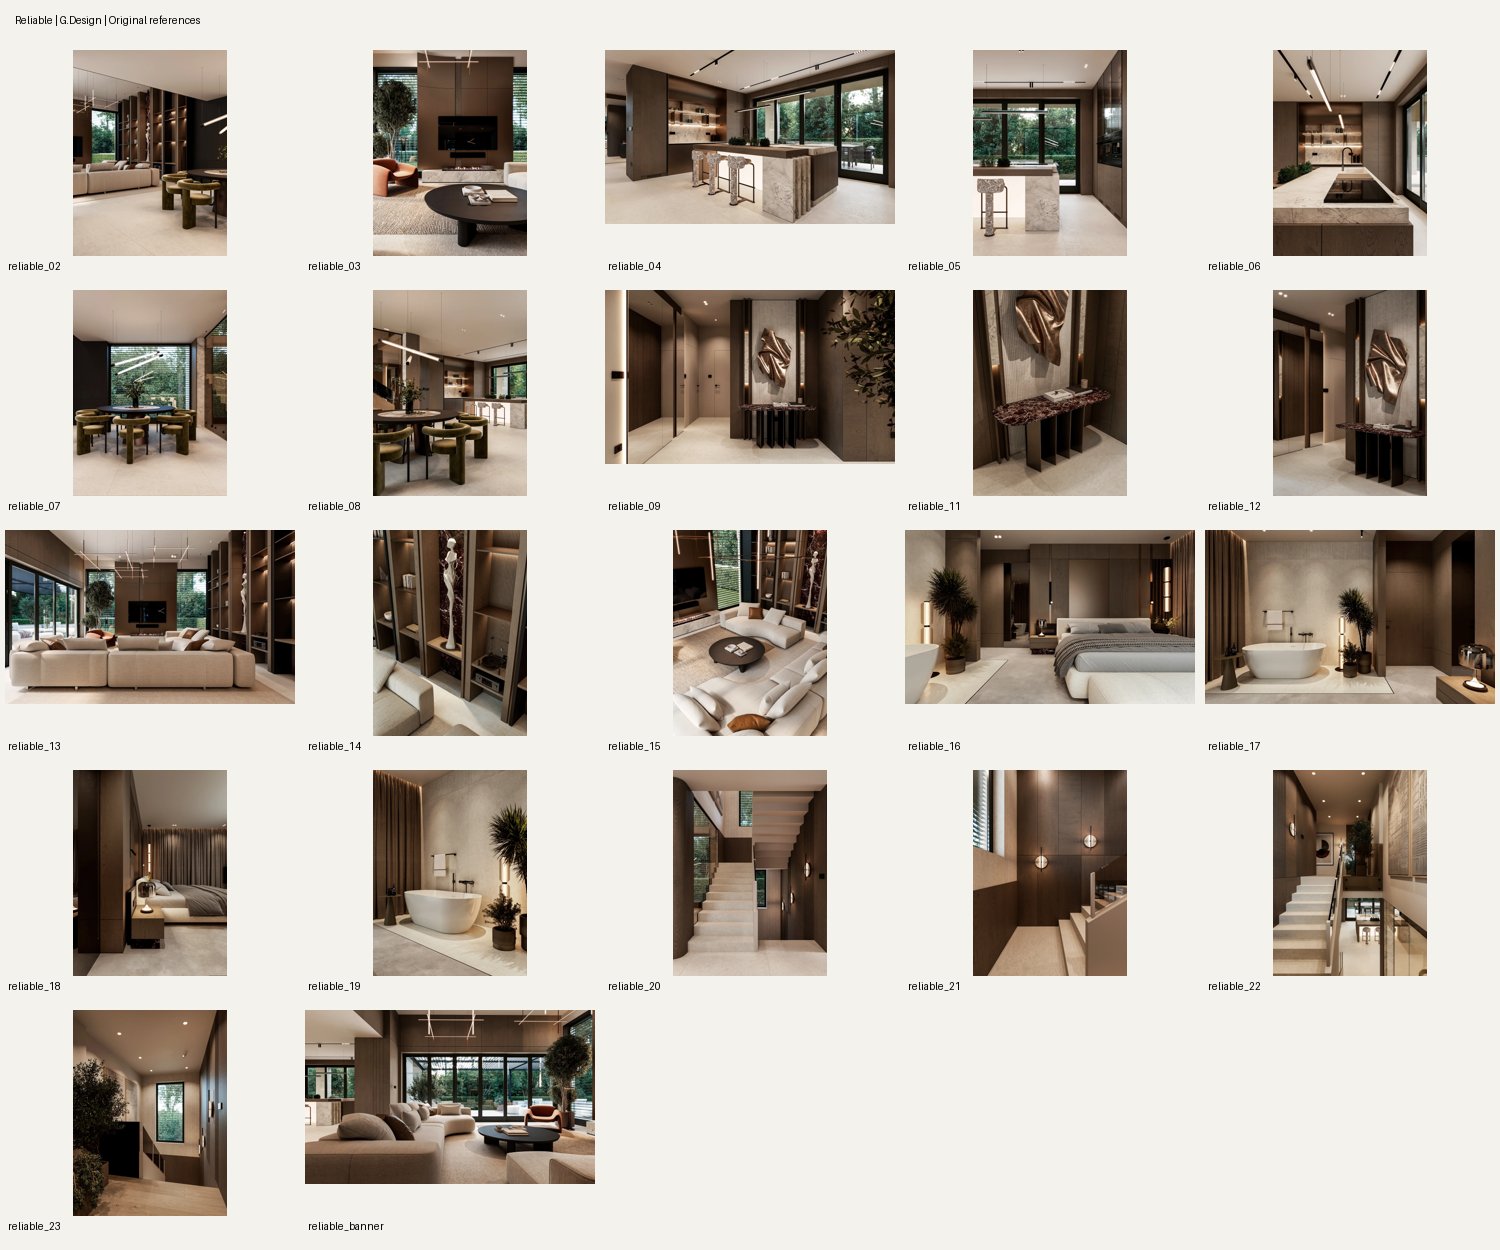 Reliable | G.Design | Original references
reliable_02
reliable_03
reliable_04
reliable_05
reliable_06
reliable_07
reliable_08
reliable_09
reliable_11
reliable_12
reliable_13
reliable_14
reliable_15
reliable_16
reliable_17
reliable_18
reliable_19
reliable_20
reliable_21
reliable_22
reliable_23
reliable_banner